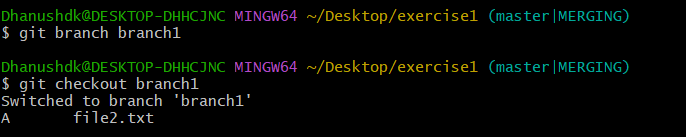 Dhanushdk@DESKTOP-DHHCJNC MINGW64 ~/Desktop/exercise1 (master|MERGING)
$ git branch branch1
Dhanushdk@DESKTOP-DHHCJNC MINGW64 ~/Desktop/exercise1 (master|MERGING)
$ git checkout branch1
Switched to branch 'branch1'
A       file2.txt